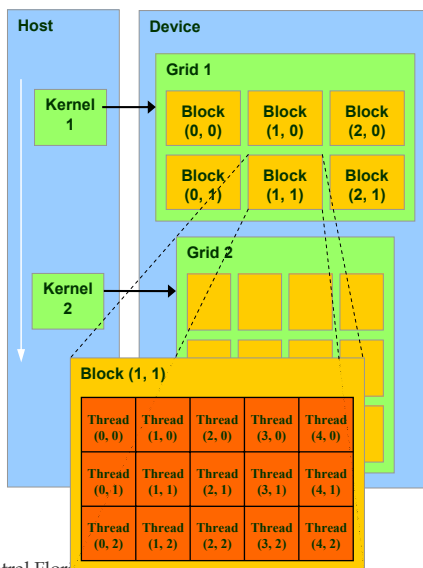 Host
Device
Grid 1
Kernel
1
Block
(0, 0)
Block
(1, 0)
Block
(2, 0)
Block
(0, 1)
Block
(1, 1)
Block
(2, 1)
Grid 2
Kernel
2
Block (1, 1)
Thread
(0, 0)
Thread
(1, 0)
Thread
(2, 0)
Thread
(3, 0)
Thread
(4, 0)
Thread
(0, 1)
Thread
(1, 1)
Thread
(2, 1)
Thread
(3, 1)
Thread
(4, 1)
Thread
(0, 2)
Thread
(1, 2)
Thread
(2, 2)
Thread
(3, 2)
Thread
(4, 2)